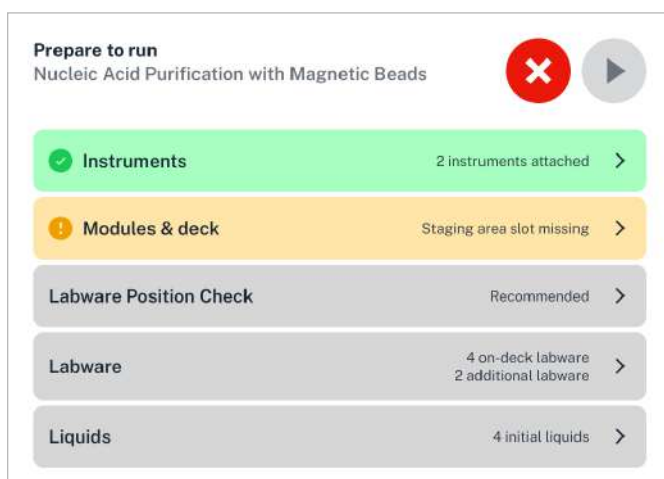 Prepare to run
Nucleic Acid Purification with Magnetic Beads
Instruments
2 instruments attached
Modules & deck
Staging area slot missing
Labware Position Check
Recommended
Labware
4 on-deck labware
2 additional labware
Liquids
4 initial liquids